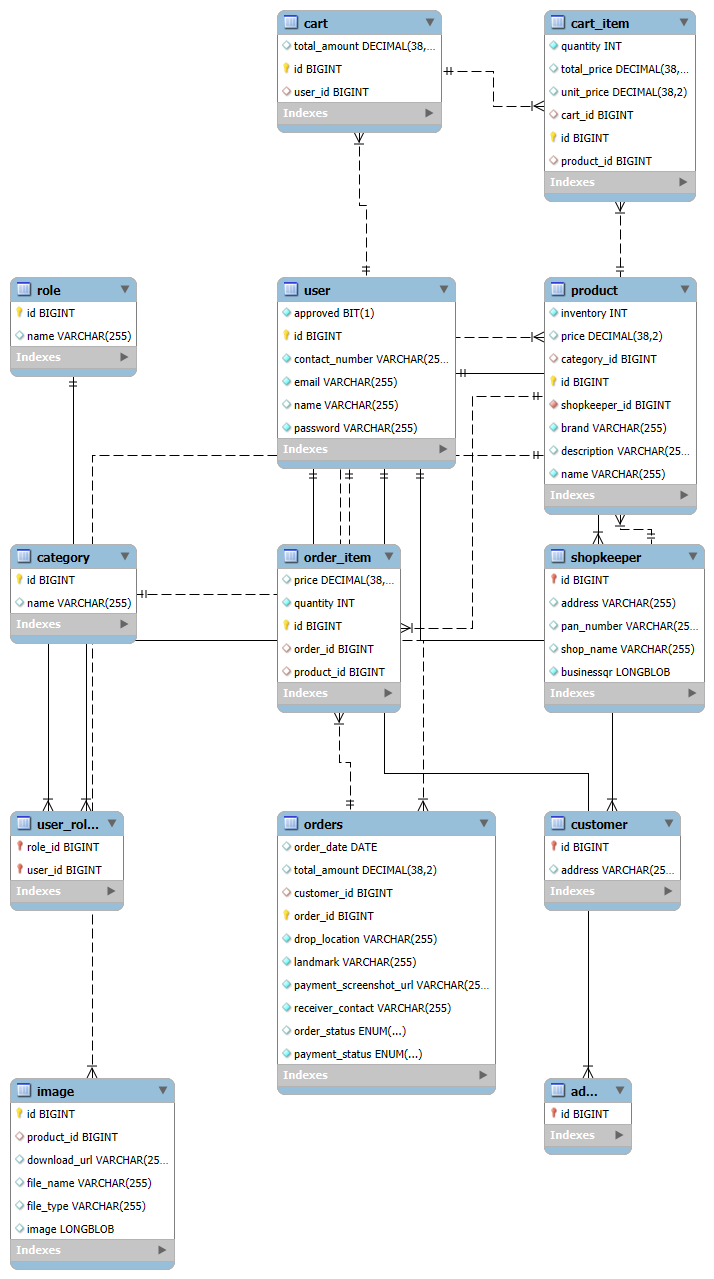 cart
total_amount DECIMAL(38,...
id BIGINT
user_id BIGINT
Indexes
cart_item
quantity INT
total_price DECIMAL(38,...
unit_price DECIMAL(38,2)
cart_id BIGINT
id BIGINT
product_id BIGINT
Indexes
role
id BIGINT
name VARCHAR(255)
Indexes
user
approved BIT(1)
id BIGINT
contact_number VARCHAR(25...
email VARCHAR(255)
name VARCHAR(255)
password VARCHAR(255)
Indexes
product
inventory INT
price DECIMAL(38,2)
category_id BIGINT
id BIGINT
shopkeeper_id BIGINT
brand VARCHAR(255)
description VARCHAR(25...
name VARCHAR(255)
Indexes
category
id BIGINT
name VARCHAR(255)
Indexes
order_item
price DECIMAL(38,...
quantity INT
id BIGINT
order_id BIGINT
product_id BIGINT
Indexes
shopkeeper
id BIGINT
address VARCHAR(255)
pan_number VARCHAR(25...
shop_name VARCHAR(255)
businessqr LONGBLOB
Indexes
user_rol...
role_id BIGINT
user_id BIGINT
Indexes
orders
order_date DATE
total_amount DECIMAL(38,2)
customer_id BIGINT
order_id BIGINT
drop_location VARCHAR(255)
landmark VARCHAR(255)
payment_screenshot_url VARCHAR(25...
receiver_contact VARCHAR(255)
order_status ENUM(...)
payment_status ENUM(...)
Indexes
customer
id BIGINT
address VARCHAR(25...
Indexes
image
id BIGINT
product_id BIGINT
download_url VARCHAR(25...
file_name VARCHAR(255)
file_type VARCHAR(255)
image LONGBLOB
Indexes
ad...
id BIGINT
Indexes